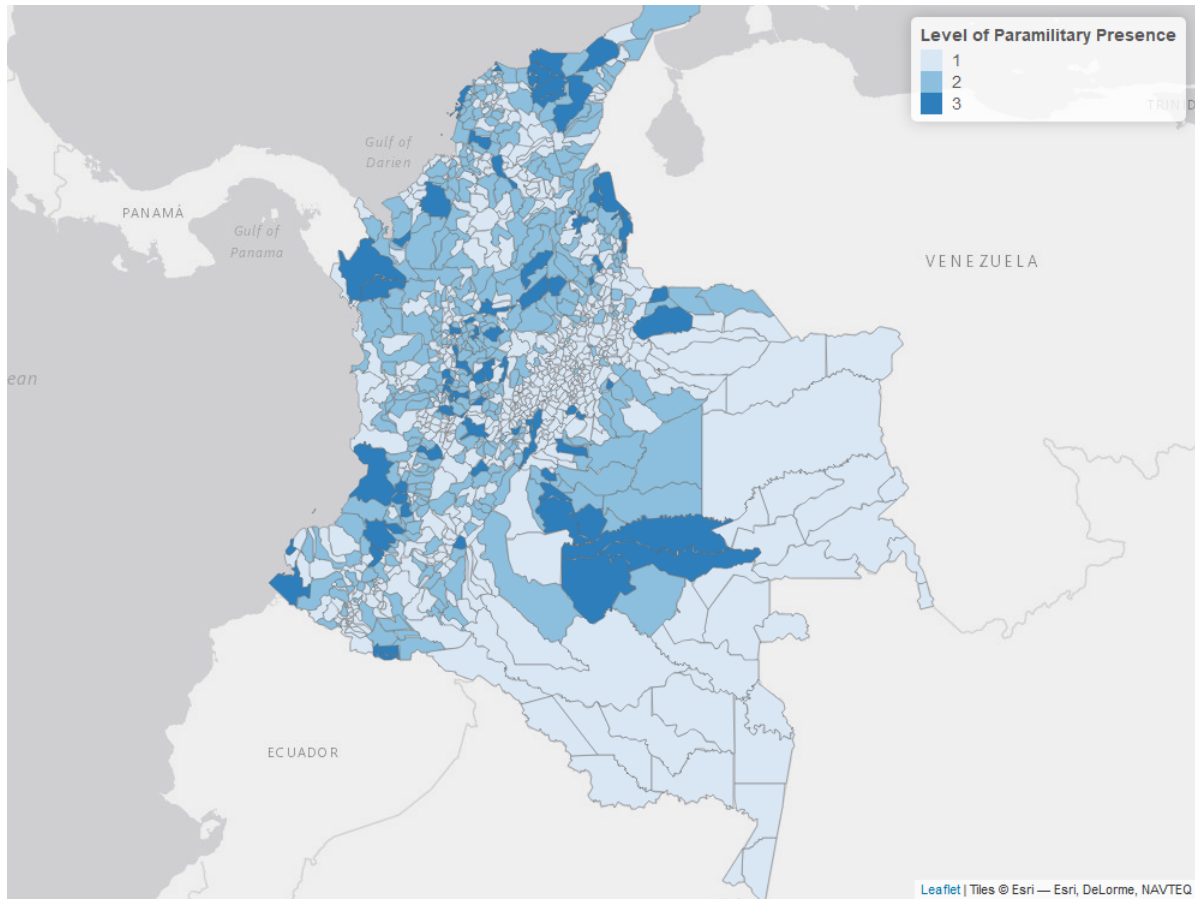 Level of Paramilitary Presence
1
2
3
TRINID
Gulf of
Darien
PANAMÁ
Gulf of
Panama
VENEZUELA
ean
ECUADOR
Leaflet | Tiles © Esri — Esri, DeLorme, NAVTEQ